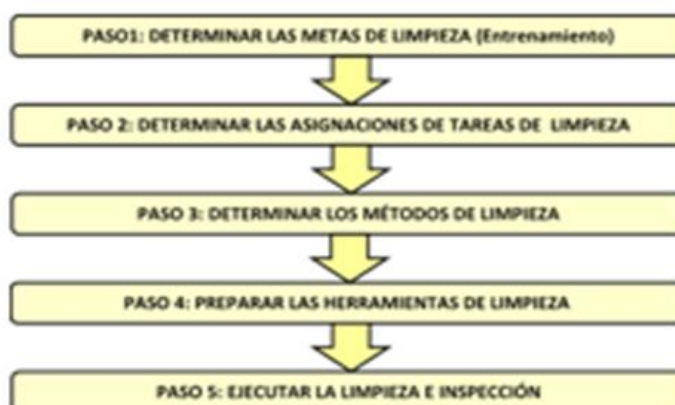 PASO1: DETERMINAR LAS METAS DE LIMPIEZA (Entrenamiento)
PASO 2: DETERMINAR LAS ASIGNACIONES DE TAREAS DE LIMPIEZA
PASO 3: DETERMINAR LOS MÉTODOS DE LIMPIEZA
PASO 4: PREPARAR LAS HERRAMIENTAS DE LIMPIEZA
PASO 5: EJECUTAR LA LIMPIEZA E INSPECCIÓN